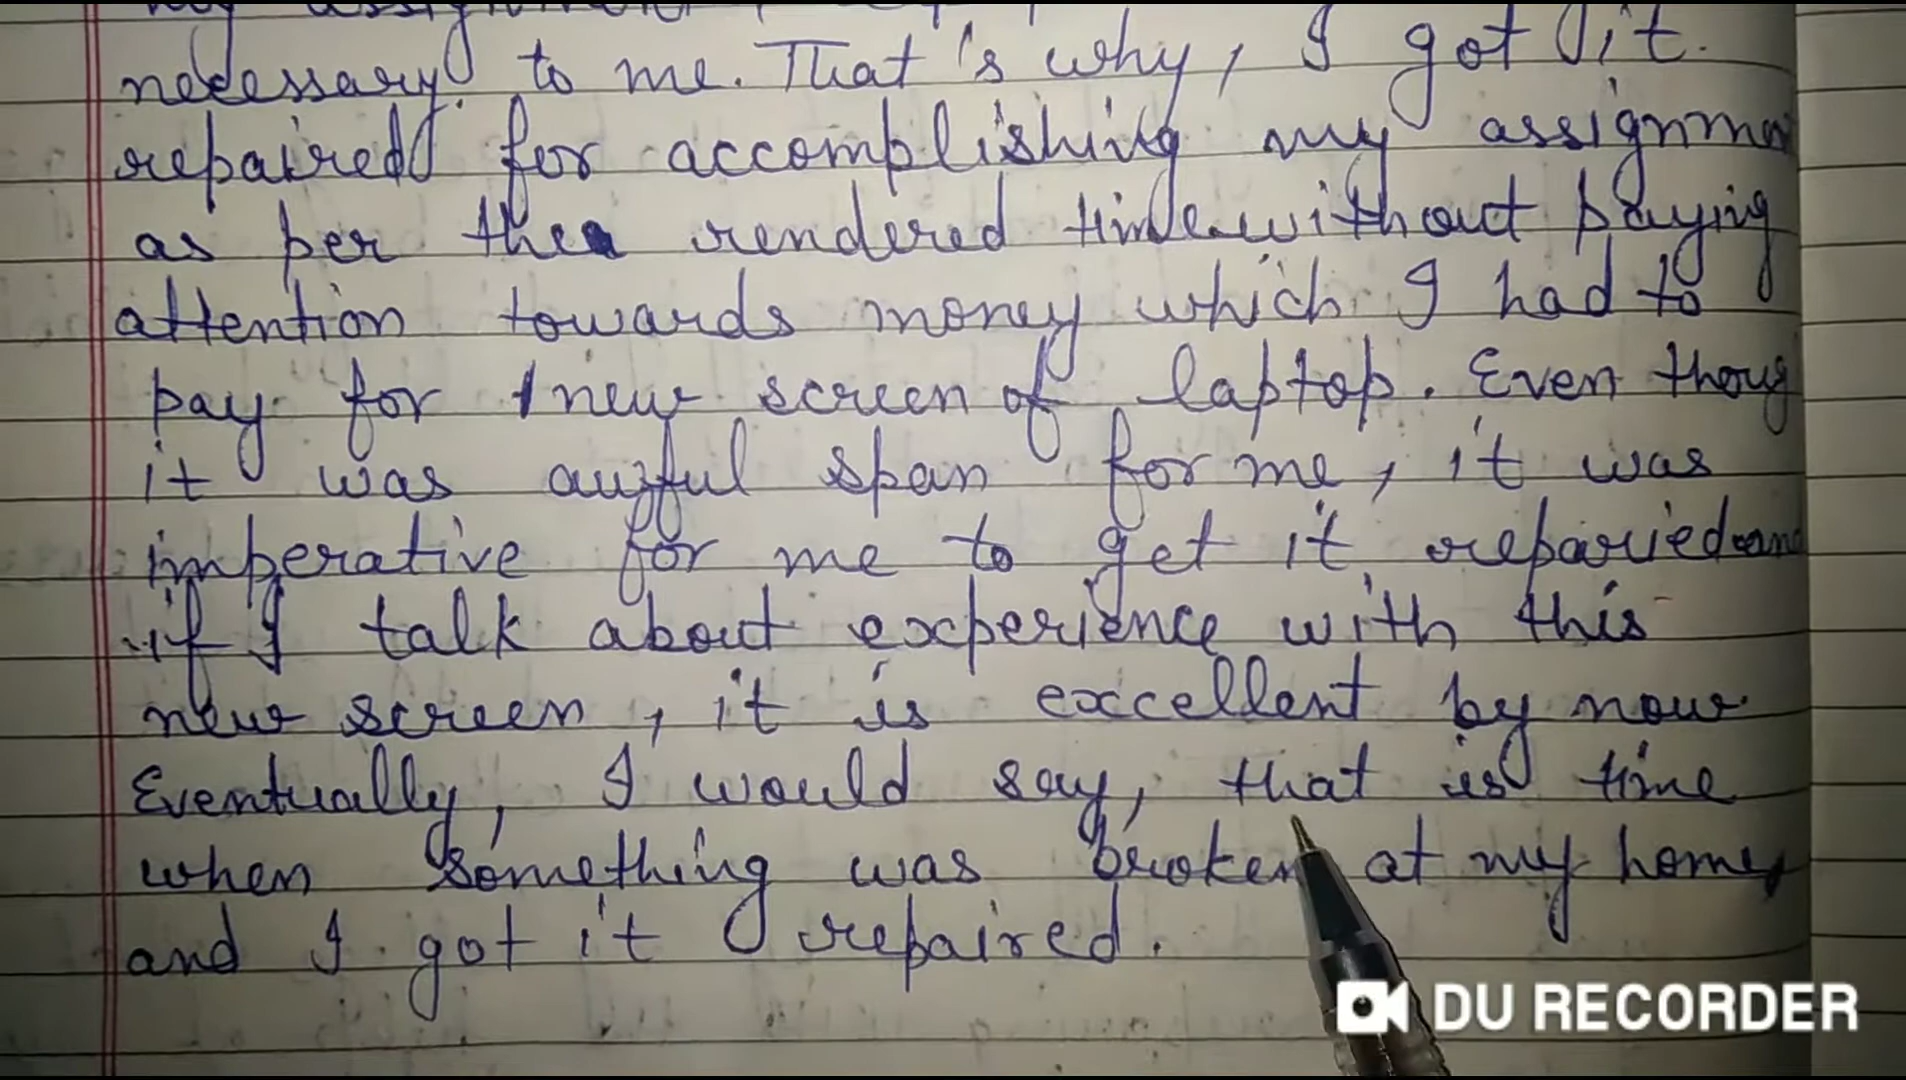 my assignment
necessary to me. That's why, I got it
repaired for accomplishing my assignmen
as per the rendered time without paying
attention towards money which I had to
pay for new screen of laptop. Even thoug
it was awful span for me, it was
imperative for me to get it reparied and
if I talk about experience with this
new screen, it is excellent by now.
Eventually, I would say, that is time
when something was broken at my home,
and I got it repaired.
DU RECORDER